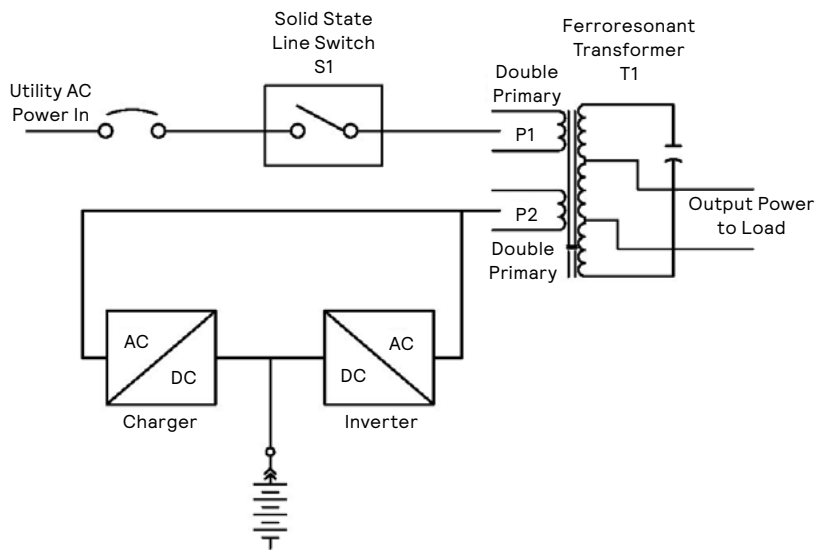 Solid State
Line Switch
S1
Ferroresonant
Transformer
T1
Utility AC
Power In
Double
Primary
P1
P2
Double
Primary
Output Power
to Load
AC
DC
Charger
AC
DC
Inverter